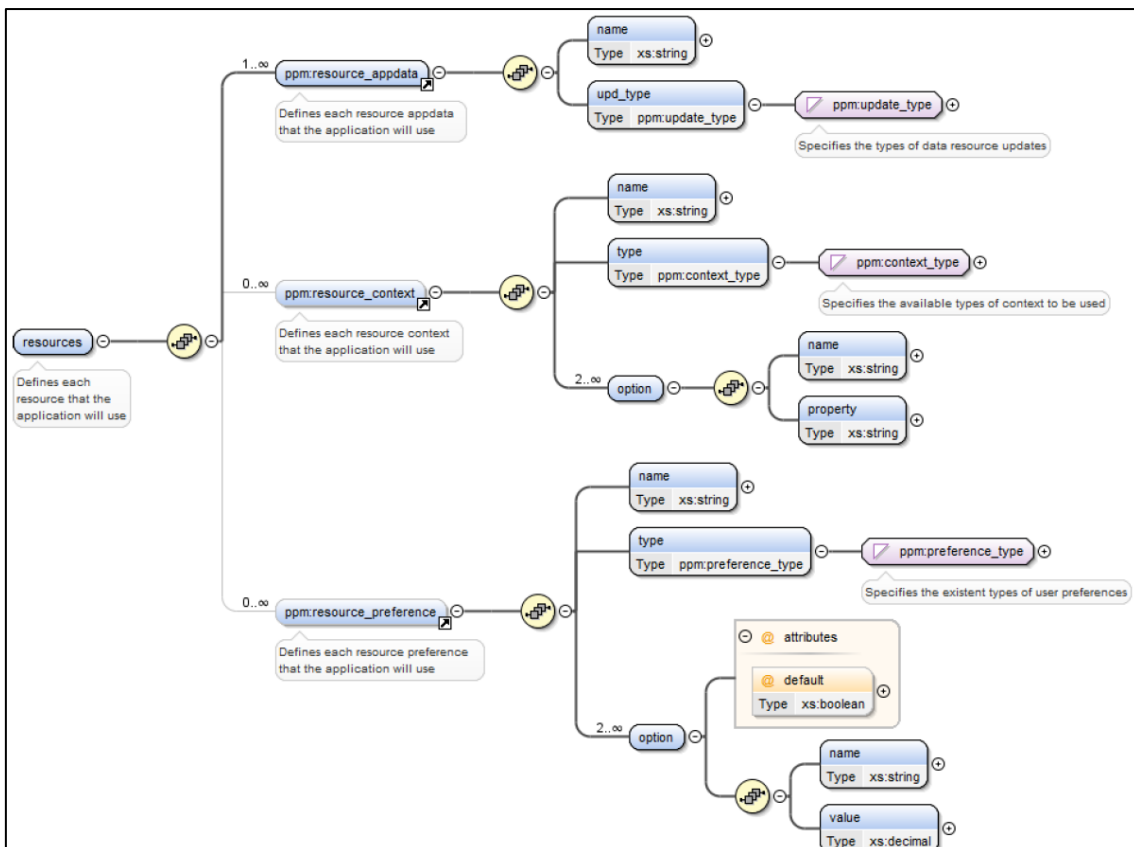 name
Type xs:string
1..∞
ppm:resource_appdata
Defines each resource appdata
that the application will use
upd_type
Type ppm:update_type
ppm:update_type
Specifies the types of data resource updates
name
Type xs:string
type
Type ppm:context_type
ppm:context_type
Specifies the available types of context to be used
0..∞
ppm:resource_context
Defines each resource context
that the application will use
resources
Defines each
resource that the
application will use
2..∞
option
name
Type xs:string
property
Type xs:string
name
Type xs:string
type
Type ppm:preference_type
ppm:preference_type
Specifies the existent types of user preferences
0..∞
ppm:resource_preference
Defines each resource preference
that the application will use
@ attributes
@ default
Type xs:boolean
2..∞
option
name
Type xs:string
value
Type xs:decimal